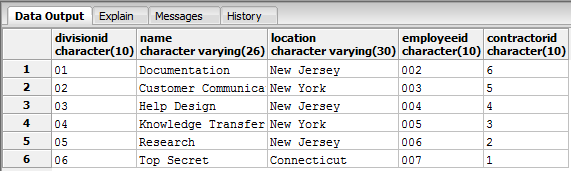 Data Output Explain Messages History
divisionid name location employeeid contractorid
character(10) character varying(26) character varying(30) character(10) character(10)
1 01 Documentation New Jersey 002 6
2 02 Customer Communica New York 003 5
3 03 Help Design New Jersey 004 4
4 04 Knowledge Transfer New York 005 3
5 05 Research New Jersey 006 2
6 06 Top Secret Connecticut 007 1